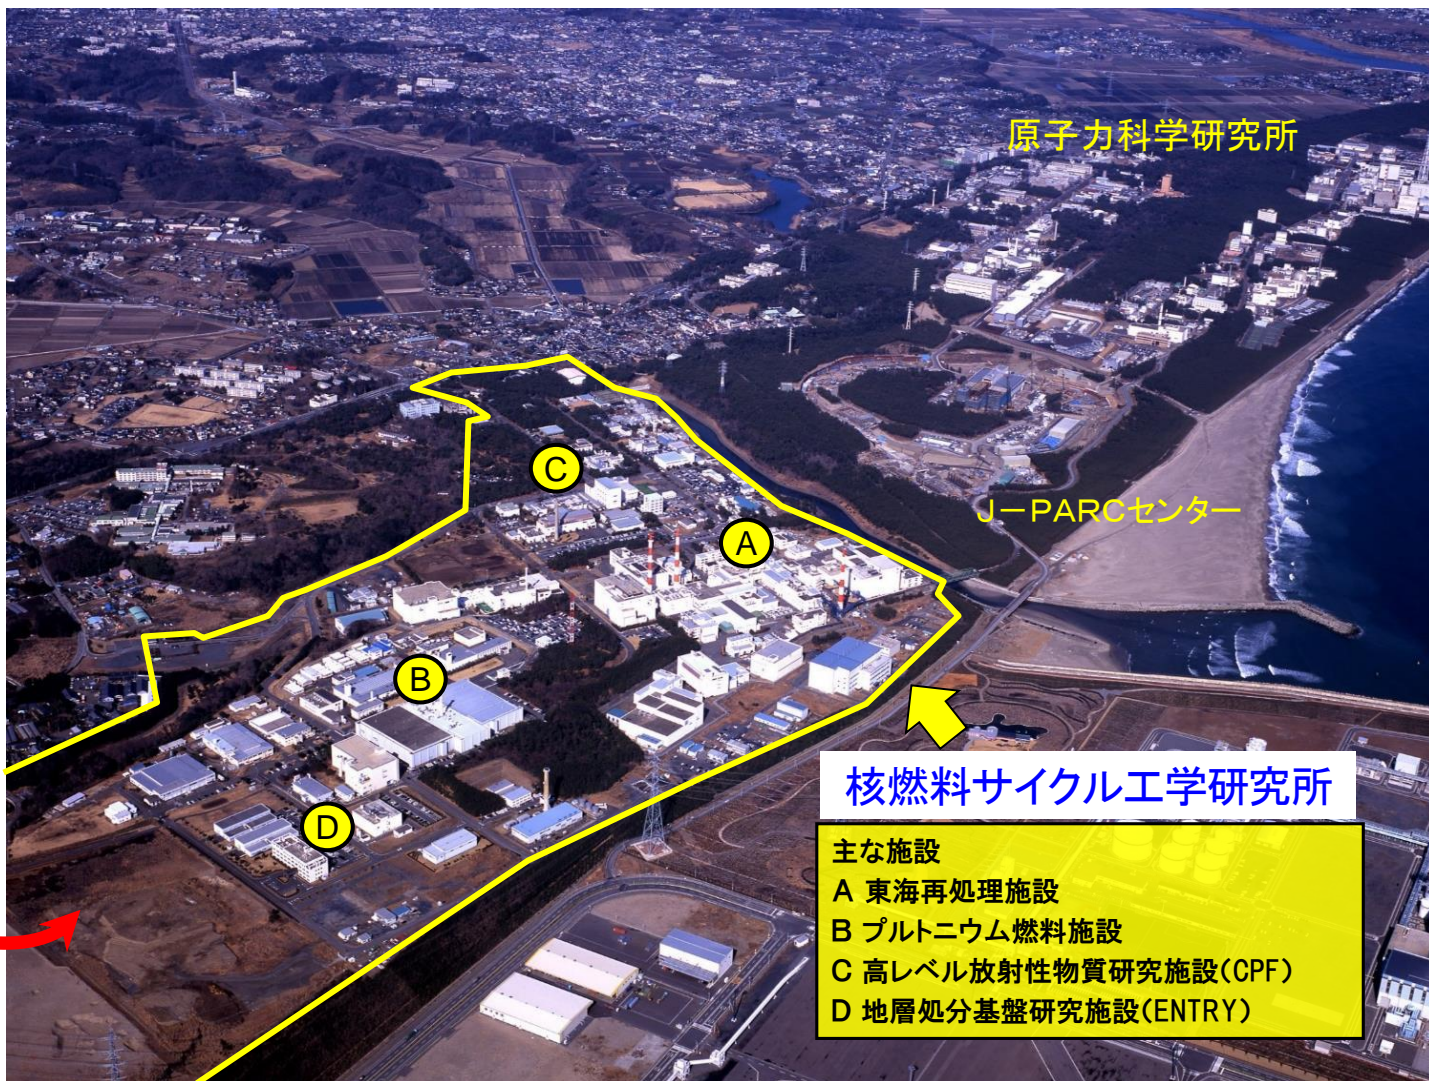 原子力科学研究所
J－PARCセンター
C
A
B
D
核燃料サイクル工学研究所
主な施設
A 東海再処理施設
B プルトニウム燃料施設
C 高レベル放射性物質研究施設(CPF)
D 地層処分基盤研究施設(ENTRY)